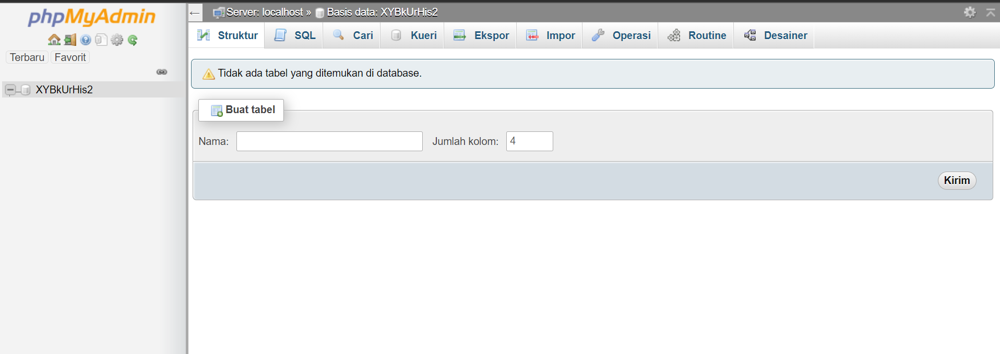 phpMyAdmin
Terbaru Favorit
XYBkUrHis2
← Server: localhost » Basis data: XYBkUrHis2
Struktur SQL Cari Kueri Ekspor Impor Operasi Routine Desainer
Tidak ada tabel yang ditemukan di database.
Buat tabel
Nama: Jumlah kolom: 4
Kirim